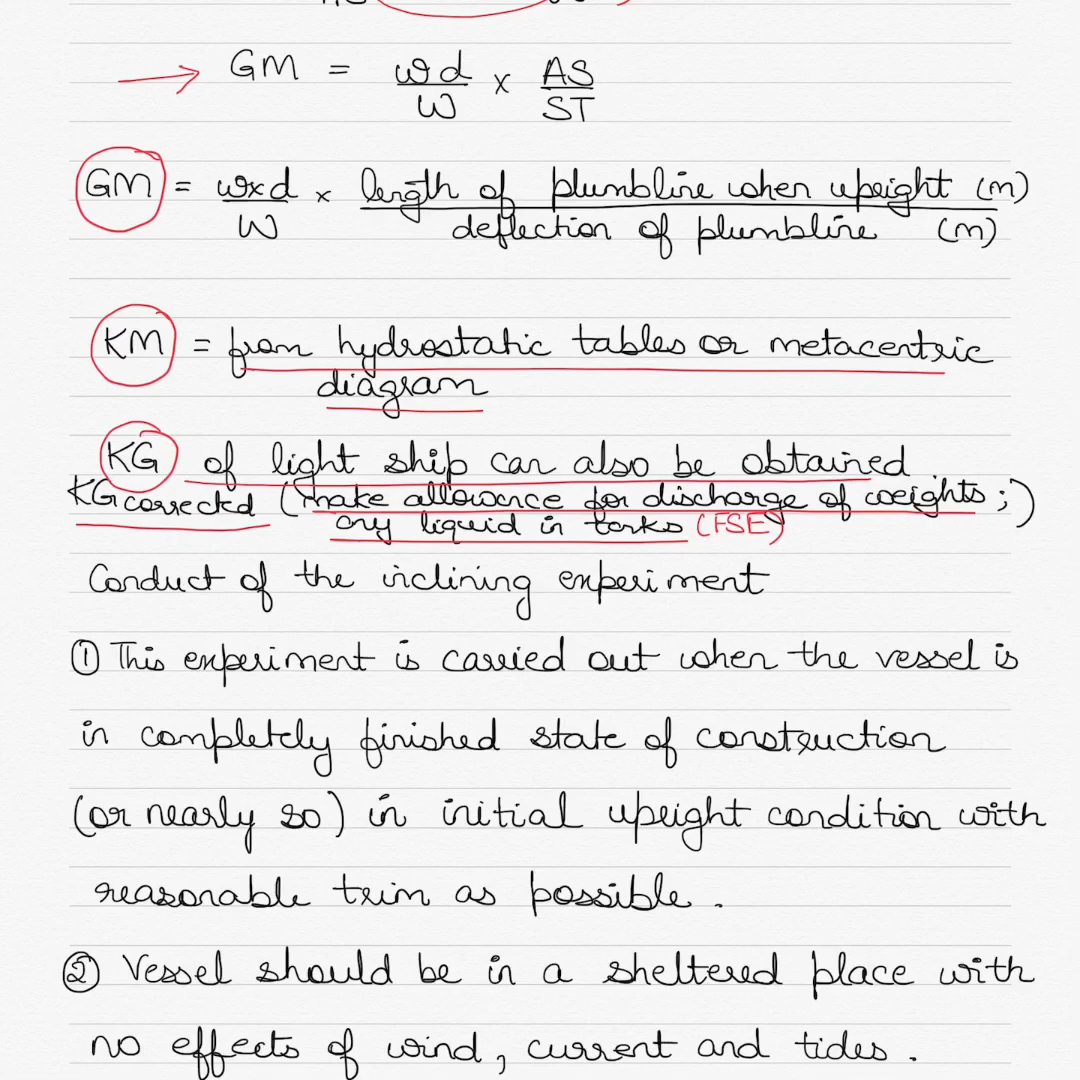 → GM = wd/W x AS/ST
GM = wxd/W x length of plumbline when upright (m)/deflection of plumbline (m)
KM = from hydrostatic tables or metacentric
diagram
KG of light ship can also be obtained.
KG corrected (make allowance for discharge of weights;)
any liquid in tanks (FSE)
Conduct of the inclining experiment
① This experiment is carried out when the vessel is
in completely finished state of construction
(or nearly so) in initial upright condition with
reasonable trim as possible.
② Vessel should be in a sheltered place with
no effects of wind, current and tides.